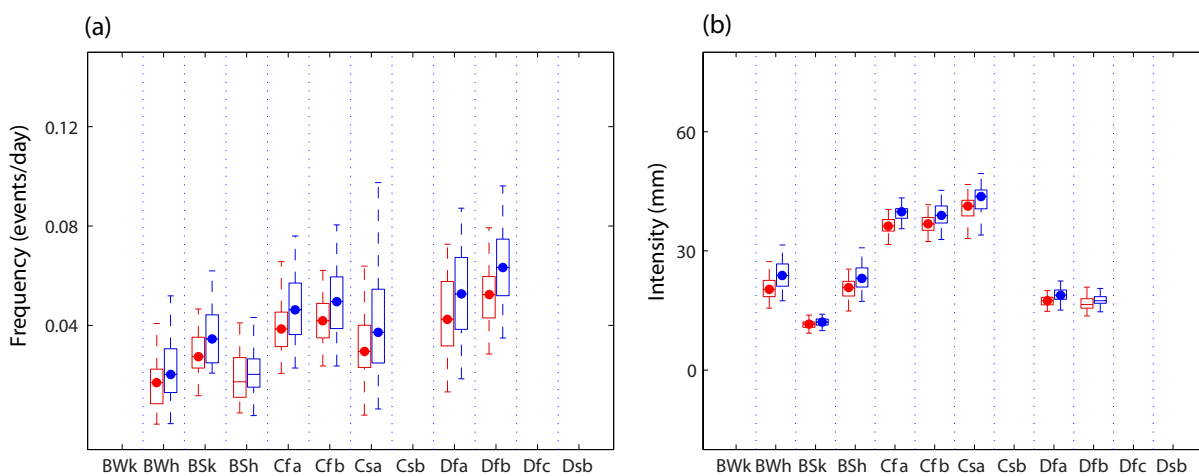 (a)
Frequency (events/day)
0.12
0.08
0.04
BWk BWh BSk BSh Cfa Cfb Csa Csb Dfa Dfb Dfc Dsb
(b)
Intensity (mm)
60
30
0
BWk BWh BSk BSh Cfa Cfb Csa Csb Dfa Dfb Dfc Dsb